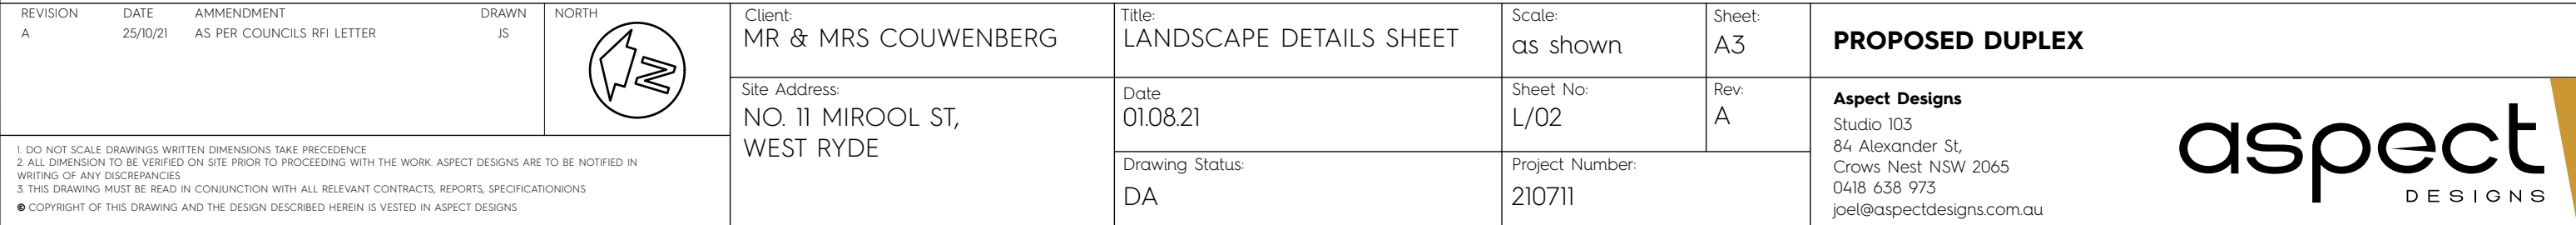 REVISION DATE AMMENDMENT DRAWN
A 25/10/21 AS PER COUNCILS RFI LETTER JS
NORTH
N
1. DO NOT SCALE DRAWINGS WRITTEN DIMENSIONS TAKE PRECEDENCE
2. ALL DIMENSION TO BE VERIFIED ON SITE PRIOR TO PROCEEDING WITH THE WORK. ASPECT DESIGNS ARE TO BE NOTIFIED IN
WRITING OF ANY DISCREPANCIES
3. THIS DRAWING MUST BE READ IN CONJUNCTION WITH ALL RELEVANT CONTRACTS, REPORTS, SPECIFICATIONIONS
© COPYRIGHT OF THIS DRAWING AND THE DESIGN DESCRIBED HEREIN IS VESTED IN ASPECT DESIGNS
Client:
MR & MRS COUWENBERG
Site Address:
NO. 11 MIROOL ST,
WEST RYDE
Title:
LANDSCAPE DETAILS SHEET
Date
01.08.21
Drawing Status:
DA
Scale:
as shown
Sheet:
A3
Sheet No:
L/02
Rev:
A
Project Number:
210711
PROPOSED DUPLEX
Aspect Designs
Studio 103
84 Alexander St,
Crows Nest NSW 2065
0418 638 973
joel@aspectdesigns.com.au
aspect
DESIGNS